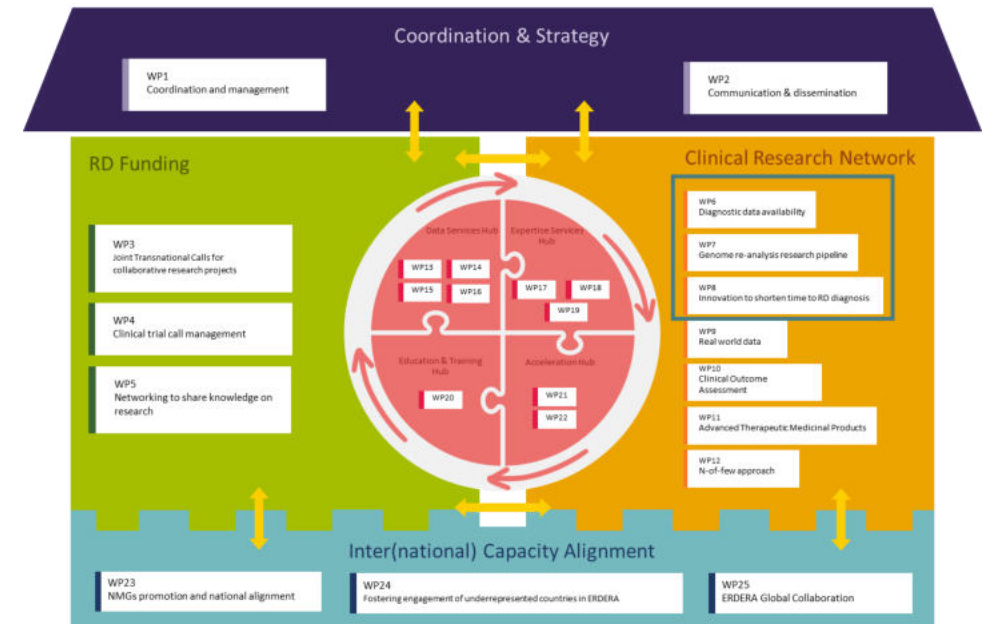 Coordination & Strategy
WP1
Coordination and management
WP2
Communication & dissemination
RD Funding
WP3
Joint Transnational Calls for
collaborative research projects
WP4
Clinical trial call management
WP5
Networking to share knowledge on
research
Data Services Hub
WP13
WP14
WP15
WP16
Expertise Services
Hub
WP17
WP18
WP19
Education & Training
Hub
WP20
Acceleration Hub
WP21
WP22
Clinical Research Network
WP6
Diagnostic data availability
WP7
Genome re-analysis research pipeline
WP8
Innovation to shorten time to RD diagnosis
WP9
Real world data
WP10
Clinical Outcome
Assessment
WP11
Advanced Therapeutic Medicinal Products
WP12
N-of-few approach
Inter(national) Capacity Alignment
WP23
NMGs promotion and national alignment
WP24
Fostering engagement of underrepresented countries in ERDERA
WP25
ERDERA Global Collaboration